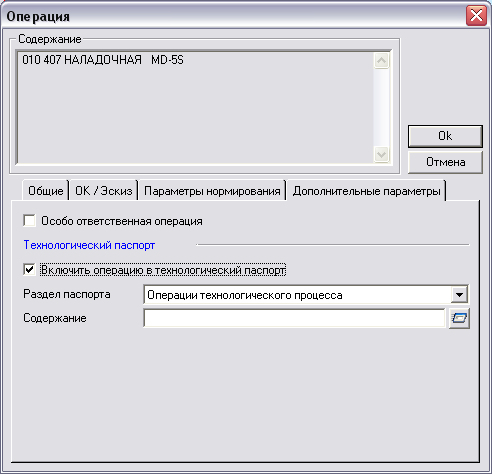 Операция
Содержание
010 407 НАЛАДОЧНАЯ MD-5S
Ok
Отмена
Общие
ОК / Эскиз
Параметры нормирования
Дополнительные параметры
Особо ответственная операция
Технологический паспорт
Включить операцию в технологический паспорт
Раздел паспорта
Операции технологического процесса
Содержание